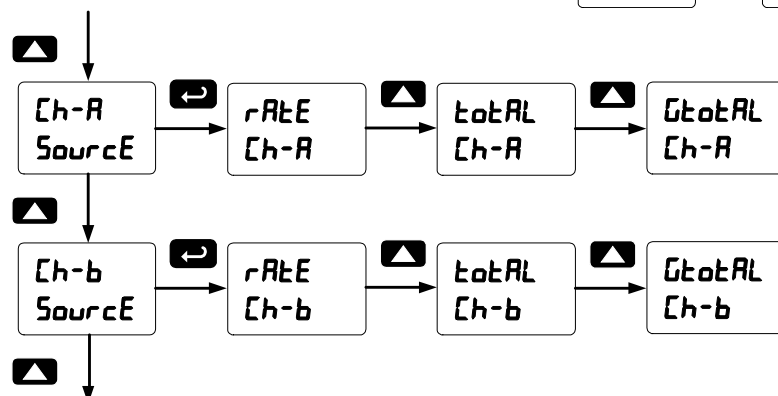 Ch-A
SourcE
rAtE
Ch-A
totAL
Ch-A
GtotAL
Ch-A
Ch-b
SourcE
rAtE
Ch-b
totAL
Ch-b
GtotAL
Ch-b